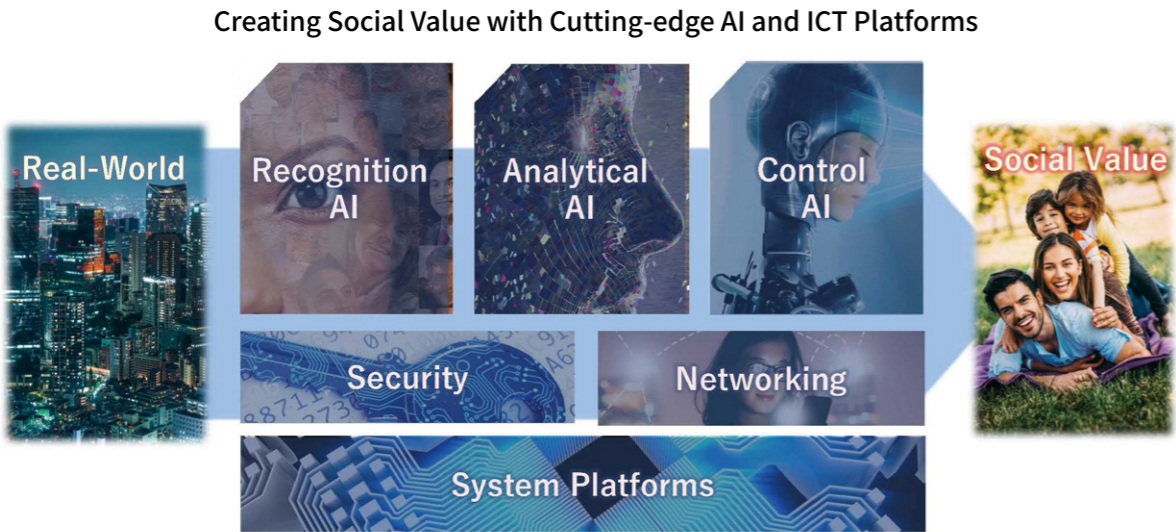 Creating Social Value with Cutting-edge AI and ICT Platforms
Real-World
Recognition
AI
Analytical
AI
Control
AI
Social Value
Security
Networking
System Platforms